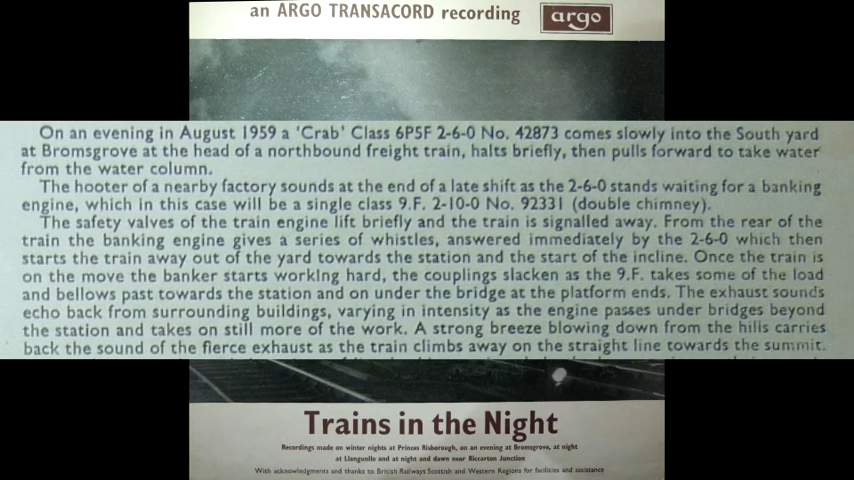 an ARGO TRANSACORD recording
argo
On an evening in August 1959 a 'Crab' Class 6P5F 2-6-0 No. 42873 comes slowly into the South yard
at Bromsgrove at the head of a northbound freight train, halts briefly, then pulls forward to take water
from the water column.
The hooter of a nearby factory sounds at the end of a late shift as the 2-6-0 stands waiting for a banking
engine, which in this case will be a single class 9.F. 2-10-0 No. 92331 (double chimney).
The safety valves of the train engine lift briefly and the train is signalled away. From the rear of the
train the banking engine gives a series of whistles, answered immediately by the 2-6-0 which then
starts the train away out of the yard towards the station and the start of the incline. Once the train is
on the move the banker starts working hard, the couplings slacken as the 9.F. takes some of the load
and bellows past towards the station and on under the bridge at the platform ends. The exhaust sounds
echo back from surrounding buildings, varying in intensity as the engine passes under bridges beyond
the station and takes on still more of the work. A strong breeze blowing down from the hills carries
back the sound of the fierce exhaust as the train climbs away on the straight line towards the summit.
Trains in the Night
Recordings made on winter nights at Princes Risborough, on an evening at Bromsgrove, at night
at Llangunllo and at night and dawn near Riccarton Junction
With acknowledgments and thanks to British Railways Scottish and Western Regions for facilities and assistance